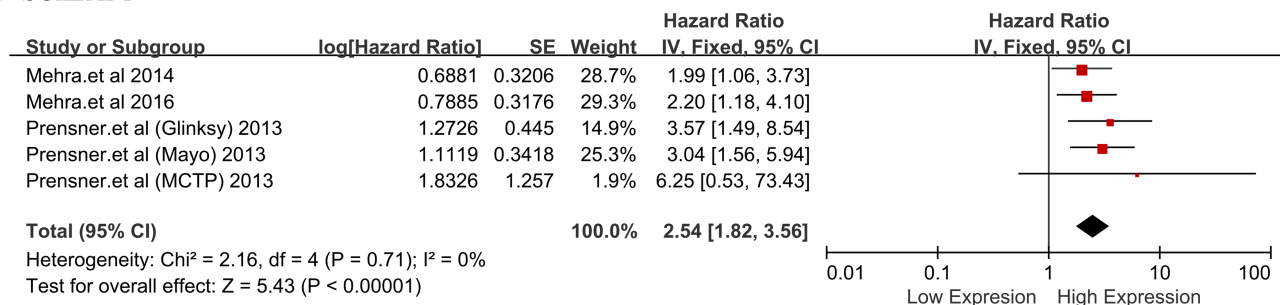 Hazard Ratio Hazard Ratio
Study or Subgroup log[Hazard Ratio] SE Weight IV, Fixed, 95% CI IV, Fixed, 95% CI
Mehra.et al 2014 0.6881 0.3206 28.7% 1.99 [1.06, 3.73]
Mehra.et al 2016 0.7885 0.3176 29.3% 2.20 [1.18, 4.10]
Prensner.et al (Glinksy) 2013 1.2726 0.445 14.9% 3.57 [1.49, 8.54]
Prensner.et al (Mayo) 2013 1.1119 0.3418 25.3% 3.04 [1.56, 5.94]
Prensner.et al (MCTP) 2013 1.8326 1.257 1.9% 6.25 [0.53, 73.43]
Total (95% CI) 100.0% 2.54 [1.82, 3.56]
Heterogeneity: Chi² = 2.16, df = 4 (P = 0.71); I² = 0%
Test for overall effect: Z = 5.43 (P < 0.00001)
0.01 0.1 1 10 100
Low Expresion High Expression